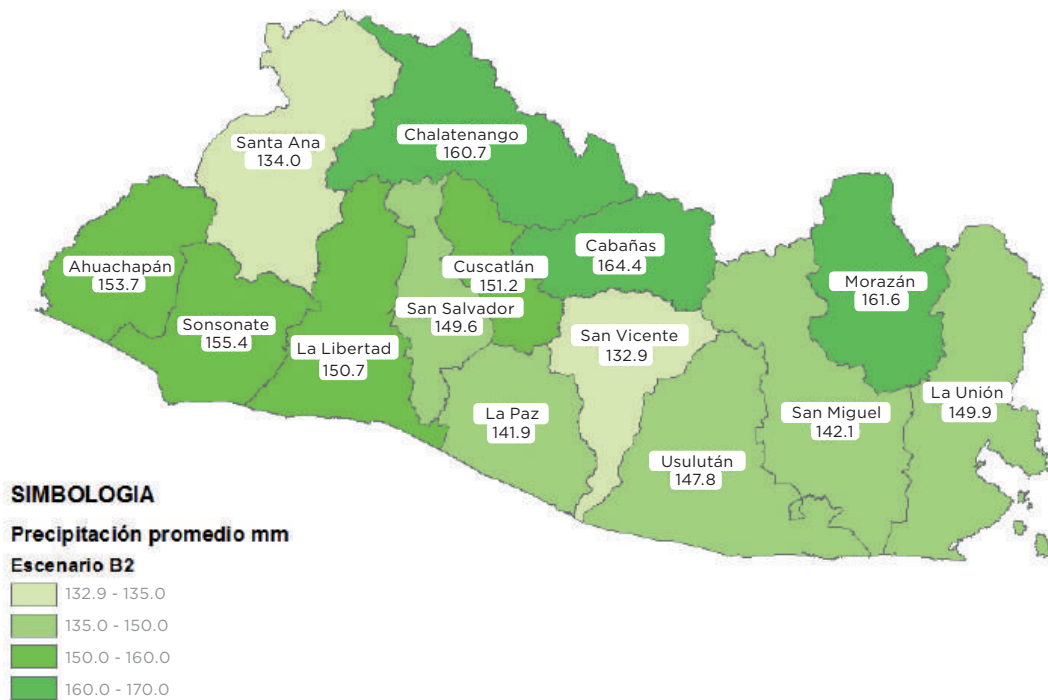 Santa Ana
134.0
Chalatenango
160.7
Ahuachapán
153.7
Sonsonate
155.4
La Libertad
150.7
San Salvador
149.6
Cuscatlán
151.2
Cabañas
164.4
San Vicente
132.9
La Paz
141.9
Usulután
147.8
San Miguel
142.1
Morazán
161.6
La Unión
149.9
SIMBOLOGIA
Precipitación promedio mm
Escenario B2
132.9 - 135.0
135.0 - 150.0
150.0 - 160.0
160.0 - 170.0